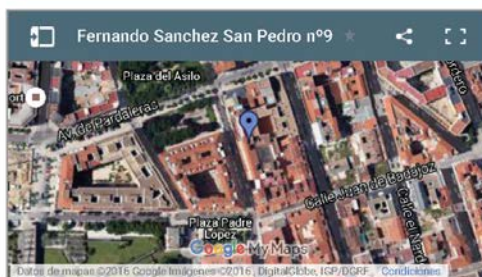 Fernando Sanchez San Pedro nº9
Plaza del Asilo
Av. de Pardaleras
Calle Juan de Badajoz
Plaza Padre
Lopez
Google My Maps
Datos de mapas ©2016 Google Imágenes ©2016, DigitalGlobe, IGP/DGRF
Condiciones